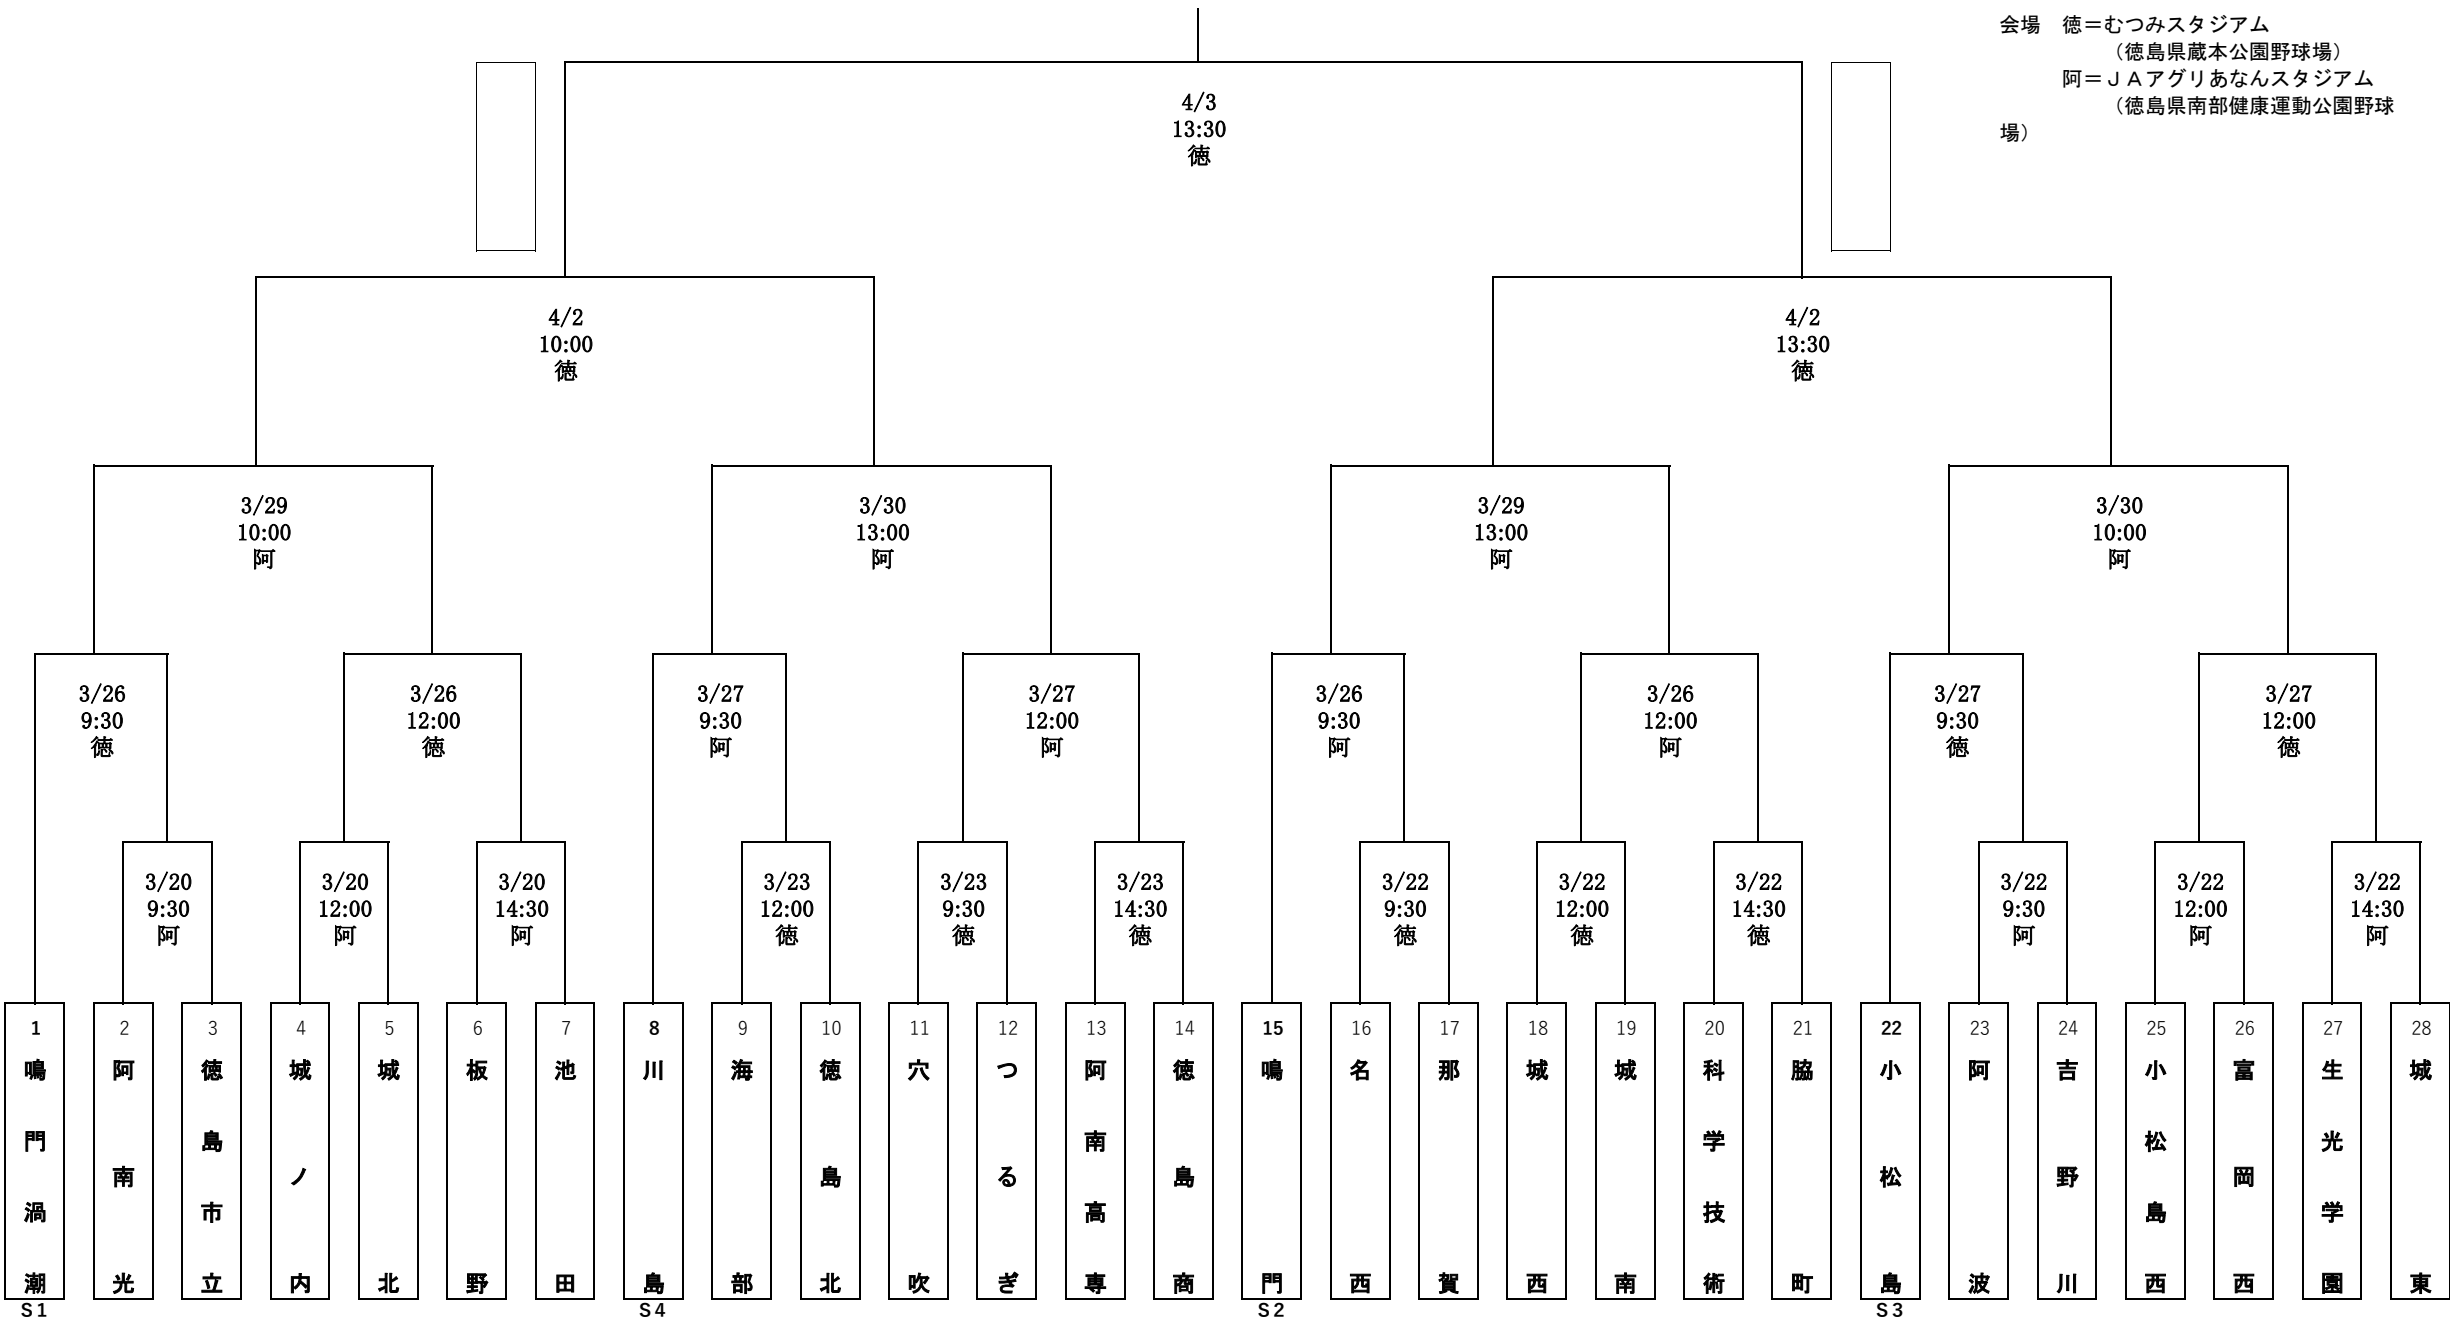 会場　徳＝むつみスタジアム
（徳島県蔵本公園野球場）
阿＝ＪＡアグリあなんスタジアム
（徳島県南部健康運動公園野球
場）
4/3
13:30
徳
4/2
10:00
徳
4/2
13:30
徳
3/29
10:00
阿
3/30
13:00
阿
3/29
13:00
阿
3/30
10:00
阿
3/26
9:30
徳
3/26
12:00
徳
3/27
9:30
阿
3/27
12:00
阿
3/26
9:30
阿
3/26
12:00
阿
3/27
9:30
徳
3/27
12:00
徳
3/20
9:30
阿
3/20
12:00
阿
3/20
14:30
阿
3/23
12:00
徳
3/23
9:30
徳
3/23
14:30
徳
3/22
9:30
徳
3/22
12:00
徳
3/22
14:30
徳
3/22
9:30
阿
3/22
12:00
阿
3/22
14:30
阿
1
鳴門渦潮
S1
2
阿南光
3
徳島市立
4
城ノ内
5
城北
6
板野
7
池田
8
川島
S4
9
海部
10
徳島北
11
穴吹
12
つるぎ
13
阿南高専
14
徳島商
15
鳴門
S2
16
名西
17
那賀
18
城西
19
城南
20
科学技術
21
脇町
22
小松島
S3
23
阿波
24
吉野川
25
小松島西
26
富岡西
27
生光学園
28
城東